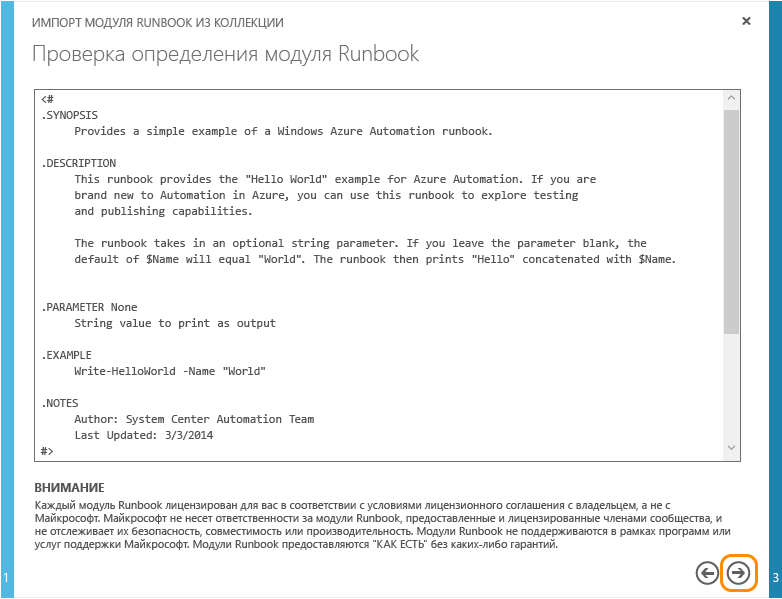 ИМПОРТ МОДУЛЯ RUNBOOK ИЗ КОЛЛЕКЦИИ
Проверка определения модуля Runbook
<#
.SYNOPSIS
Provides a simple example of a Windows Azure Automation runbook.
.DESCRIPTION
This runbook provides the "Hello World" example for Azure Automation. If you are
brand new to Automation in Azure, you can use this runbook to explore testing
and publishing capabilities.
The runbook takes in an optional string parameter. If you leave the parameter blank, the
default of $Name will equal "World". The runbook then prints "Hello" concatenated with $Name.
.PARAMETER None
String value to print as output
.EXAMPLE
Write-HelloWorld -Name "World"
.NOTES
Author: System Center Automation Team
Last Updated: 3/3/2014
#>
ВНИМАНИЕ
Каждый модуль Runbook лицензирован для вас в соответствии с условиями лицензионного соглашения с владельцем, а не с
Майкрософт. Майкрософт не несет ответственности за модули Runbook, предоставленные и лицензированные членами сообщества, и
не отслеживает их безопасность, совместимость или производительность. Модули Runbook не поддерживаются в рамках программ или
услуг поддержки Майкрософт. Модули Runbook предоставляются "КАК ЕСТЬ" без каких-либо гарантий.
1
3